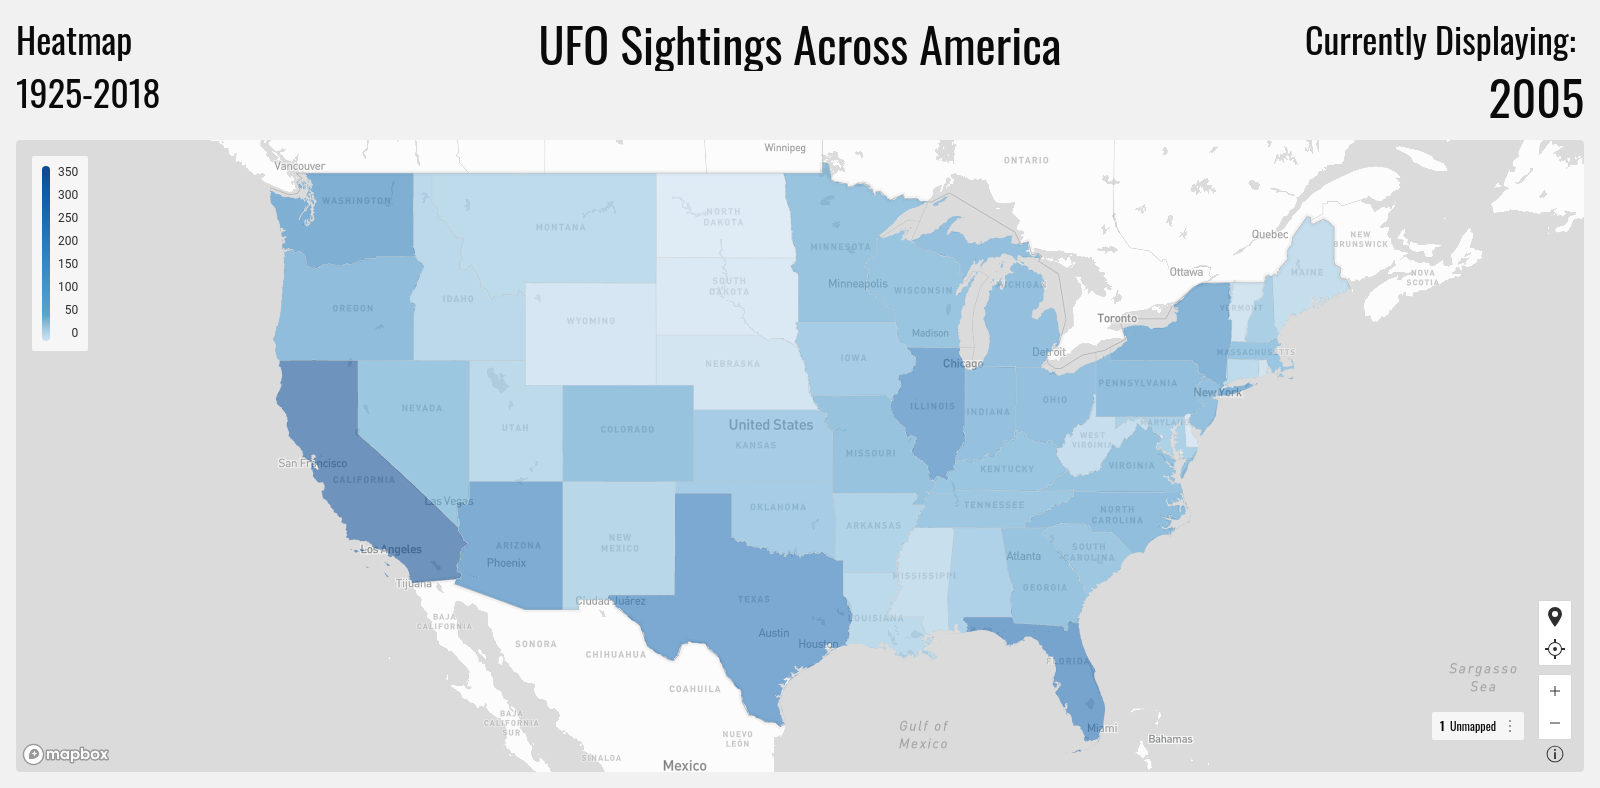 Heatmap
1925-2018
UFO Sightings Across America
Currently Displaying:
2005
350
300
250
200
150
100
50
0
Vancouver
Winnipeg
ONTARIO
WASHINGTON
MONTANA
NORTH
DAKOTA
MINNESOTA
Quebec
NEW
BRUNSWICK
MAINE
NOVA
SCOTIA
Ottawa
OREGON
IDAHO
SOUTH
DAKOTA
Minneapolis
WISCONSIN
MICHIGAN
VERMONT
WYOMING
Toronto
Madison
Detroit
MASSACHUSETTS
IOWA
NEBRASKA
Chicago
PENNSYLVANIA
New York
NEVADA
UTAH
COLORADO
United States
KANSAS
ILLINOIS
INDIANA
OHIO
MARYLAND
WEST
VIRGINIA
MISSOURI
VIRGINIA
KENTUCKY
San Francisco
CALIFORNIA
Las Vegas
OKLAHOMA
TENNESSEE
NORTH
CAROLINA
ARKANSAS
Los Angeles
ARIZONA
Phoenix
NEW
MEXICO
Atlanta
SOUTH
CAROLINA
MISSISSIPPI
GEORGIA
Tijuana
Ciudad Juárez
TEXAS
LOUISIANA
BAJA
CALIFORNIA
Austin
Houston
SONORA
CHIHUAHUA
FLORIDA
Sargasso
Sea
COAHUILA
BAJA
CALIFORNIA
SUR
Gulf of
Mexico
Miami
Bahamas
NUEVO
LEÓN
SINALOA
Mexico
1 Unmapped
mapbox